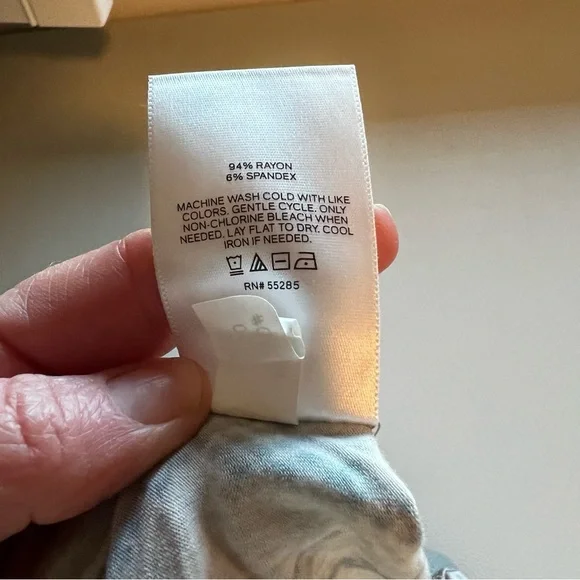 94% RAYON
6% SPANDEX
MACHINE WASH COLD WITH LIKE
COLORS. GENTLE CYCLE. ONLY
NON-CHLORINE BLEACH WHEN
NEEDED. LAY FLAT TO DRY. COOL
IRON IF NEEDED.
RN# 55285